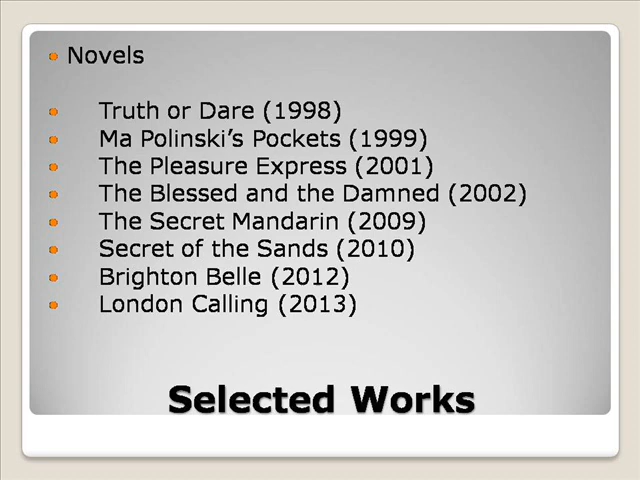 Novels
Truth or Dare (1998)
Ma Polinski’s Pockets (1999)
The Pleasure Express (2001)
The Blessed and the Damned (2002)
The Secret Mandarin (2009)
Secret of the Sands (2010)
Brighton Belle (2012)
London Calling (2013)
Selected Works